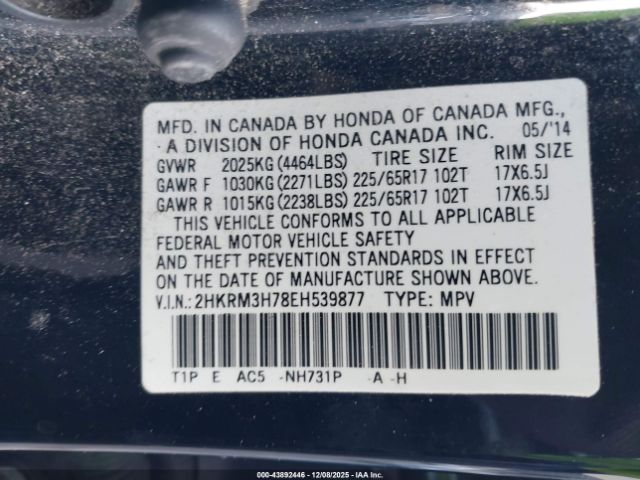 MFD. IN CANADA BY HONDA OF CANADA MFG.,
A DIVISION OF HONDA CANADA INC. 05/'14
GVWR 2025KG(4464LBS) TIRE SIZE RIM SIZE
GAWR F 1030KG(2271LBS) 225/65R17 102T 17X6.5J
GAWR R 1015KG(2238LBS) 225/65R17 102T 17X6.5J
THIS VEHICLE CONFORMS TO ALL APPLICABLE
FEDERAL MOTOR VEHICLE SAFETY
AND THEFT PREVENTION STANDARDS IN EFFECT
ON THE DATE OF MANUFACTURE SHOWN ABOVE.
V.I.N.: 2HKRM3H78EH539877 TYPE: MPV
T1P E AC5 -NH731P -A -H
© 43892446 - 12/08/2025 - IAA Inc.